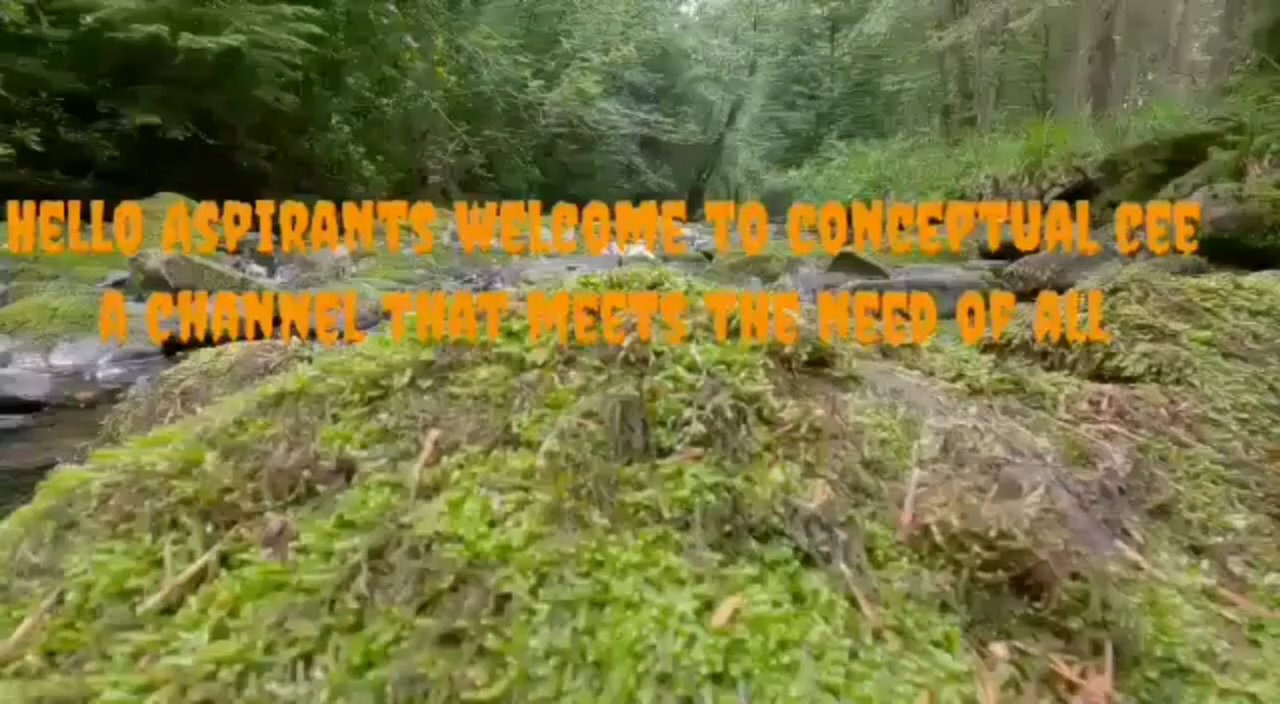 HELLO ASPIRANTS WELCOME TO CONCEPTUAL CEE
A CHANNEL THAT MEETS THE NEED OF ALL